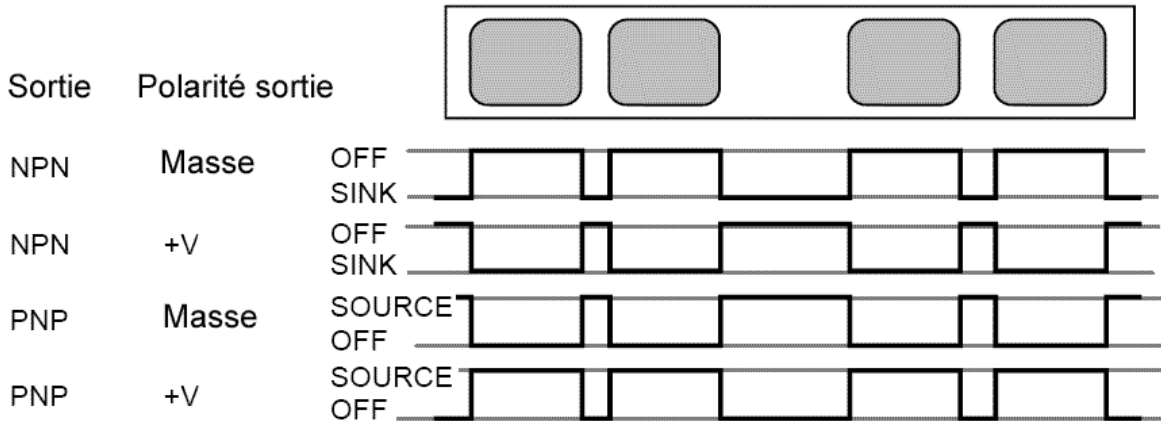 Sortie Polarité sortie
NPN Masse OFF
SINK
NPN +V OFF
SINK
PNP Masse SOURCE
OFF
PNP +V SOURCE
OFF